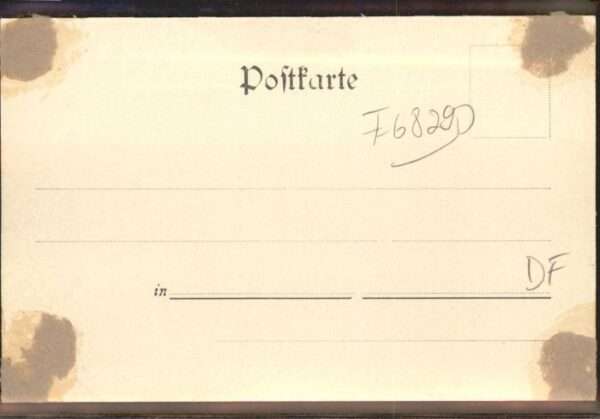 Poſtkarte
F6829D
in
DF